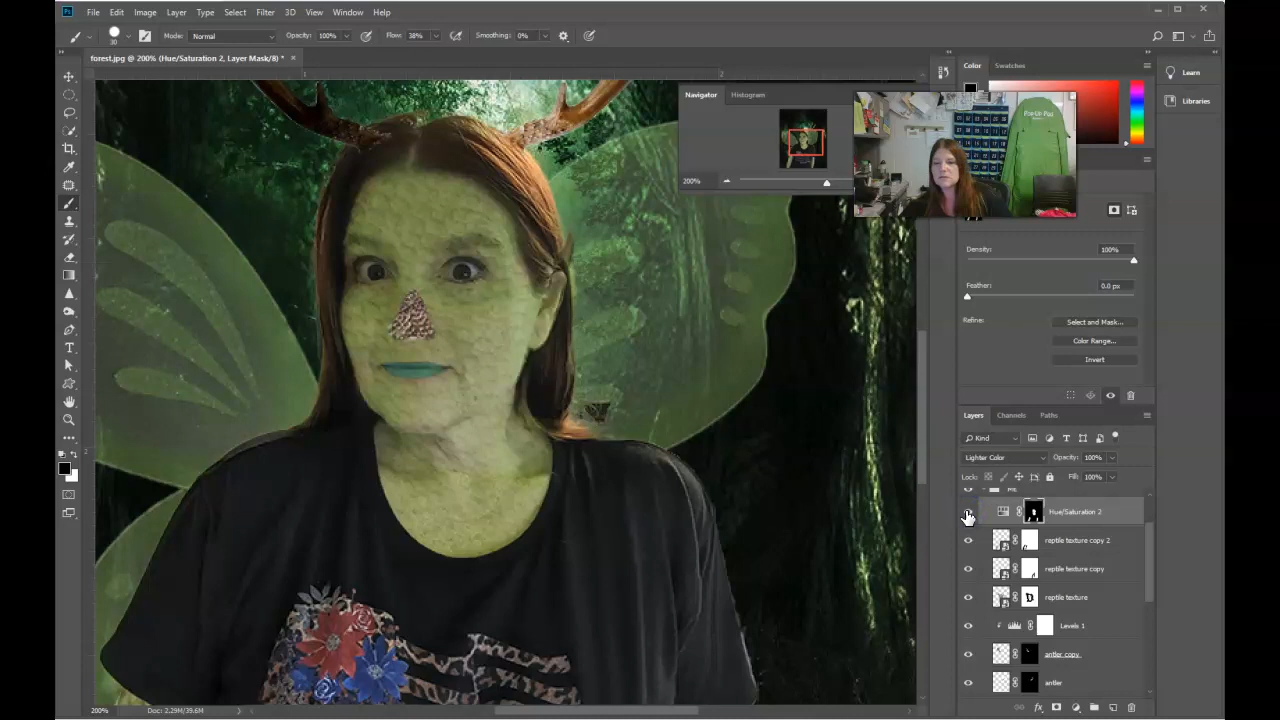 Ps File Edit Image Layer Type Select Filter 3D View Window Help
30 Mode: Normal Opacity: 100% Flow: 38% Smoothing: 0%
forest.jpg @ 200% (Hue/Saturation 2, Layer Mask/8) * ×
1 2
Color Swatches
Learn
Libraries
Navigator Histogram
200%
Density: 100%
Feather: 0.0 px
Refine:
Select and Mask...
Color Range...
Invert
Layers Channels Paths
Kind
Lighter Color Opacity: 100%
Lock: Fill: 100%
Hue/Saturation 2
reptile texture copy 2
reptile texture copy
reptile texture
Levels 1
antler copy
antler
200% Doc: 2.29M/39.6M